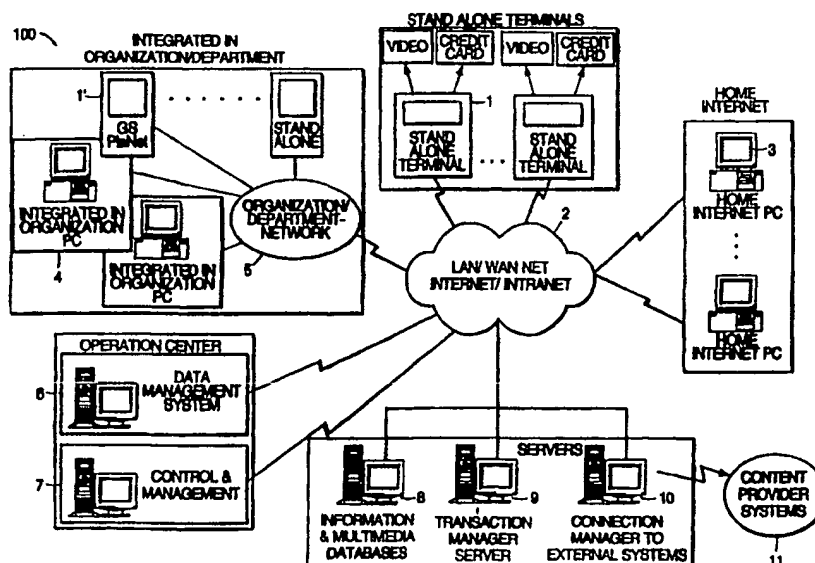 100
INTEGRATED IN
ORGANIZATION/DEPARTMENT
1'
GS PlaNet
STAND
ALONE
INTEGRATED IN
ORGANIZATION
PC
4
INTEGRATED IN
ORGANIZATION
PC
ORGANIZATION/
DEPARTMENT-
NETWORK
5
STAND ALONE TERMINALS
VIDEO
CREDIT
CARD
VIDEO
CREDIT
CARD
1
STAND
ALONE
TERMINAL
STAND
ALONE
TERMINAL
HOME
INTERNET
3
HOME
INTERNET PC
HOME
INTERNET PC
2
LAN/ WAN NET
INTERNET/ INTRANET
OPERATION CENTER
6
DATA
MANAGEMENT
SYSTEM
7
CONTROL &
MANAGEMENT
SERVERS
8
INFORMATION
& MULTIMEDIA
DATABASES
9
TRANSACTION
MANAGER
SERVER
10
CONNECTION
MANAGER TO
EXTERNAL SYSTEMS
CONTENT
PROVIDER
SYSTEMS
11